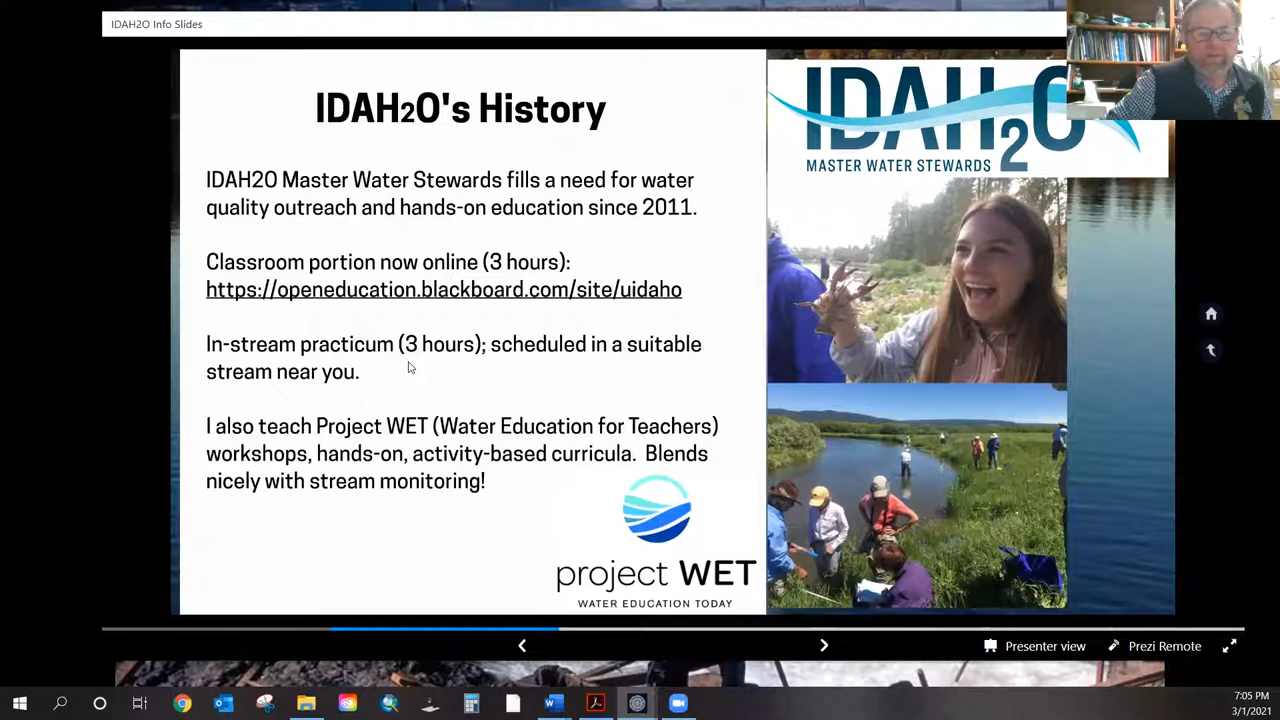 IDAH2O Info Slides
IDAH2O's History
IDAH2O
MASTER WATER STEWARDS
IDAH2O Master Water Stewards fills a need for water
quality outreach and hands-on education since 2011.
Classroom portion now online (3 hours):
https://openeducation.blackboard.com/site/uidaho
In-stream practicum (3 hours); scheduled in a suitable
stream near you.
I also teach Project WET (Water Education for Teachers)
workshops, hands-on, activity-based curricula. Blends
nicely with stream monitoring!
project WET
WATER EDUCATION TODAY
Presenter view
Prezi Remote
7:05 PM
3/1/2021